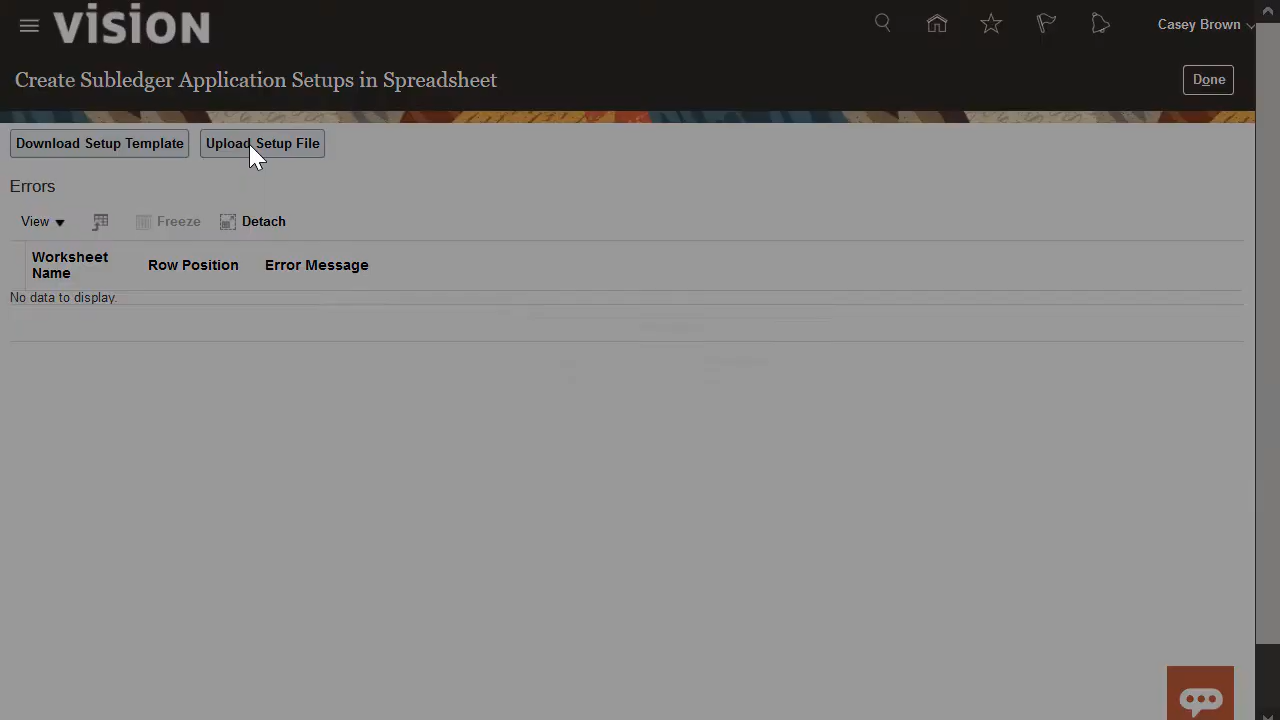 vision
Casey Brown
Create Subledger Application Setups in Spreadsheet
Done
Download Setup Template
Upload Setup File
Errors
View
Freeze
Detach
Worksheet
Name
Row Position
Error Message
No data to display.